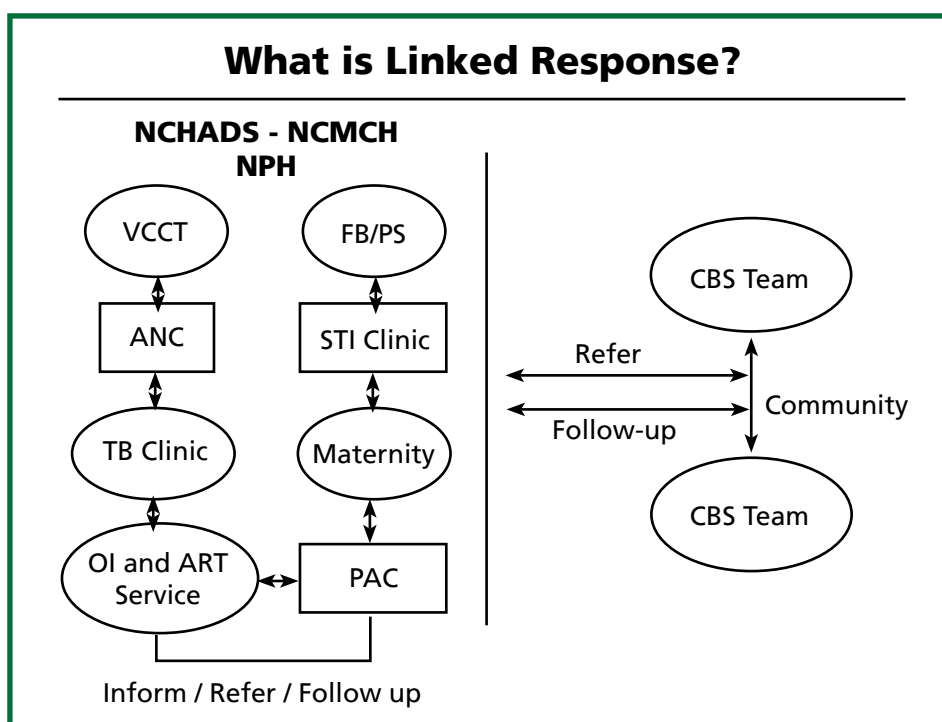 What is Linked Response?
NCHADS - NCMCH
NPH
VCCT
FB/PS
ANC
STI Clinic
TB Clinic
Maternity
OI and ART
Service
PAC
Inform / Refer / Follow up
CBS Team
Refer
Community
Follow-up
CBS Team